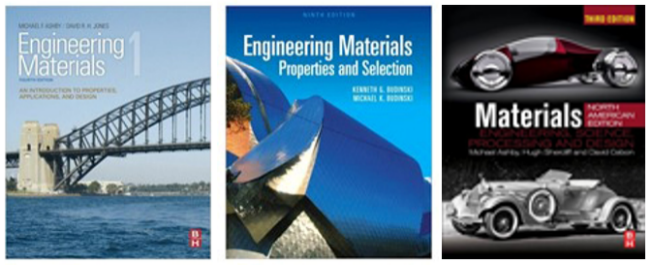 MICHAEL F. ASHBY / DAVID R. H. JONES
Engineering
Materials 1
FOURTH EDITION
AN INTRODUCTION TO PROPERTIES,
APPLICATIONS, AND DESIGN
B
H
NINTH EDITION
Engineering Materials
Properties and Selection
KENNETH G. BUDINSKI
MICHAEL K. BUDINSKI
THIRD EDITION
Materials
NORTH
AMERICAN
EDITION
ENGINEERING, SCIENCE,
PROCESSING AND DESIGN
Michael Ashby, Hugh Shercliff and David Cebon
B
H